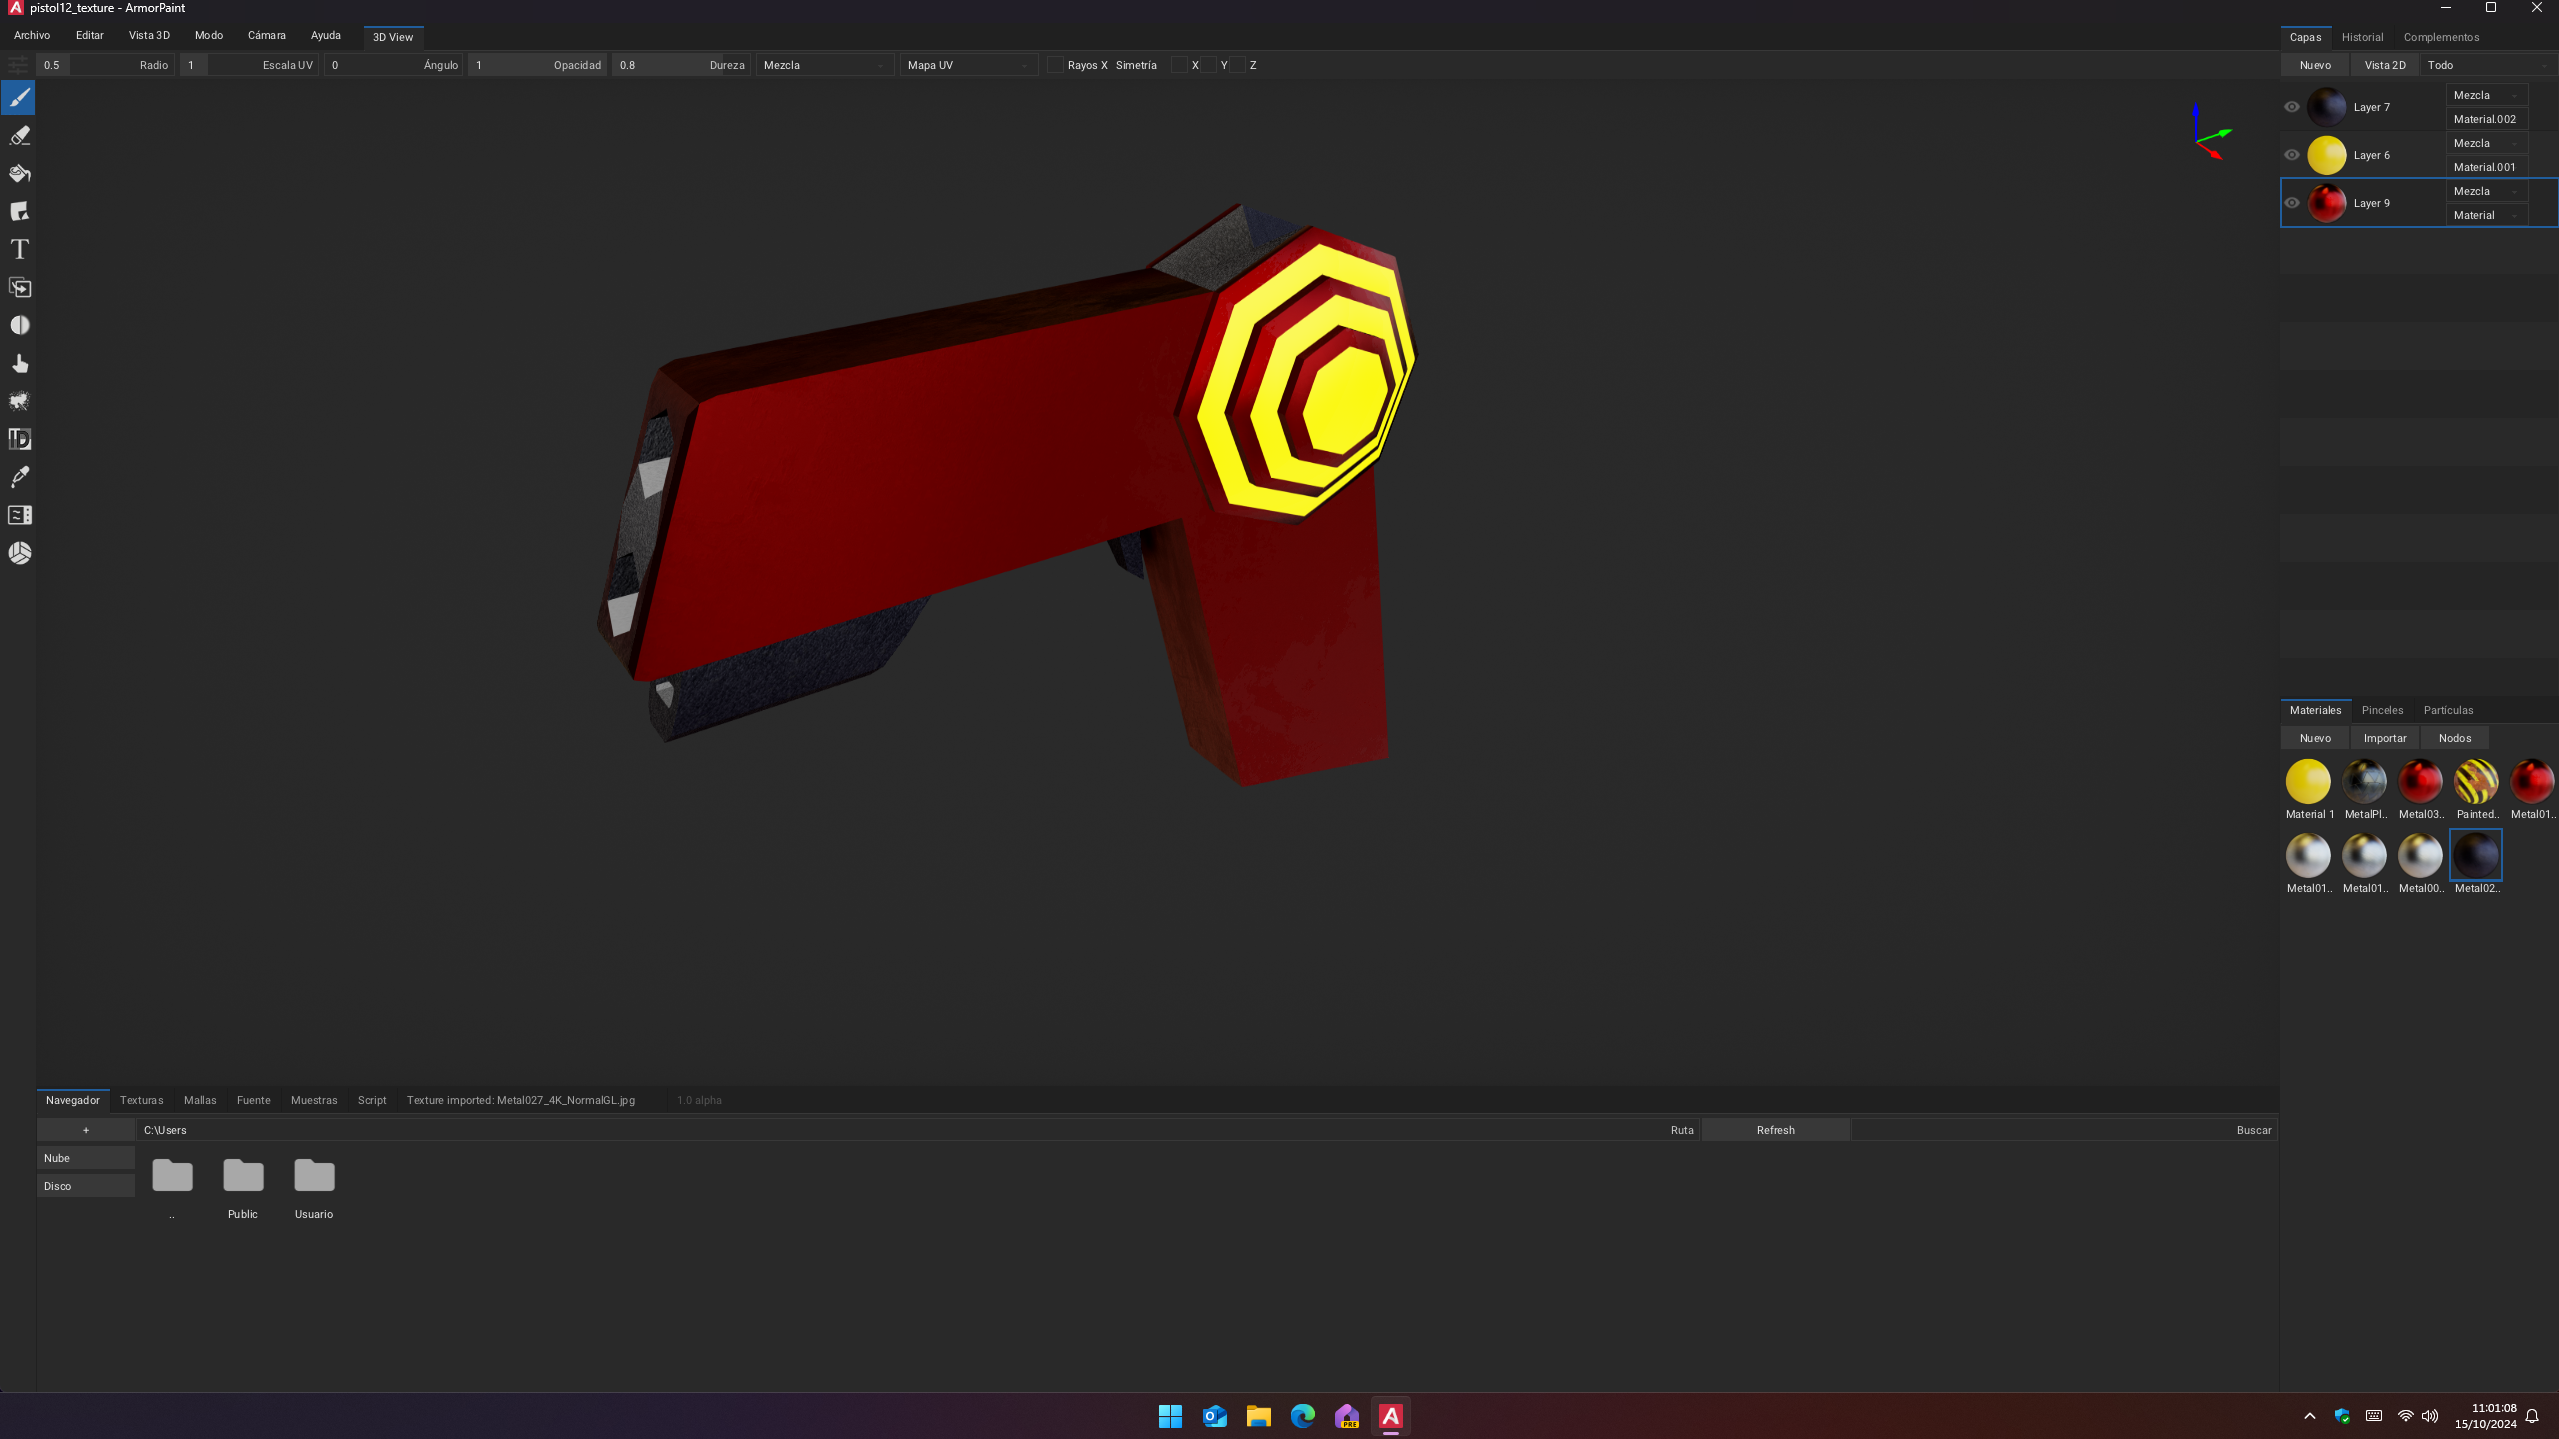 pistol12_texture - ArmorPaint
Archivo Editar Vista 3D Modo Cámara Ayuda 3D View
0.5 Radio 1 Escala UV 0 Ángulo 1 Opacidad 0.8 Dureza Mezcla Mapa UV Rayos X Simetría X Y Z
Capas Historial Complementos
Nuevo Vista 2D Todo
Layer 7 Mezcla
Material.002
Layer 6 Mezcla
Material.001
Layer 9 Mezcla
Material
Materiales Pinceles Partículas
Nuevo Importar Nodos
Material 1 MetalPl.. Metal03.. Painted.. Metal01..
Metal01.. Metal01.. Metal00.. Metal02..
Navegador Texturas Mallas Fuente Muestras Script Texture imported: Metal027_4K_NormalGL.jpg 1.0 alpha
+ C:\Users Ruta Refresh Buscar
Nube
Disco
.. Public Usuario
11:01:08
15/10/2024